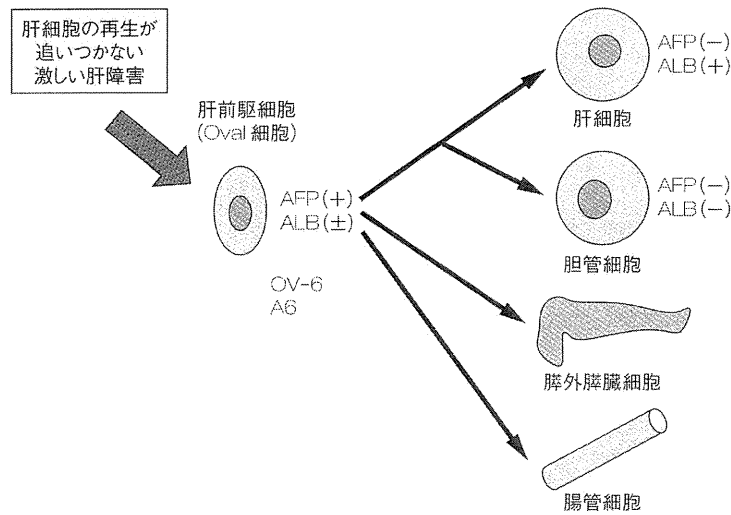 肝細胞の再生が
追いつかない
激しい肝障害
肝前駆細胞
(Oval 細胞)
AFP(+)
ALB(±)
OV-6
A6
AFP(−)
ALB(+)
肝細胞
AFP(−)
ALB(−)
胆管細胞
膵外膵臓細胞
腸管細胞